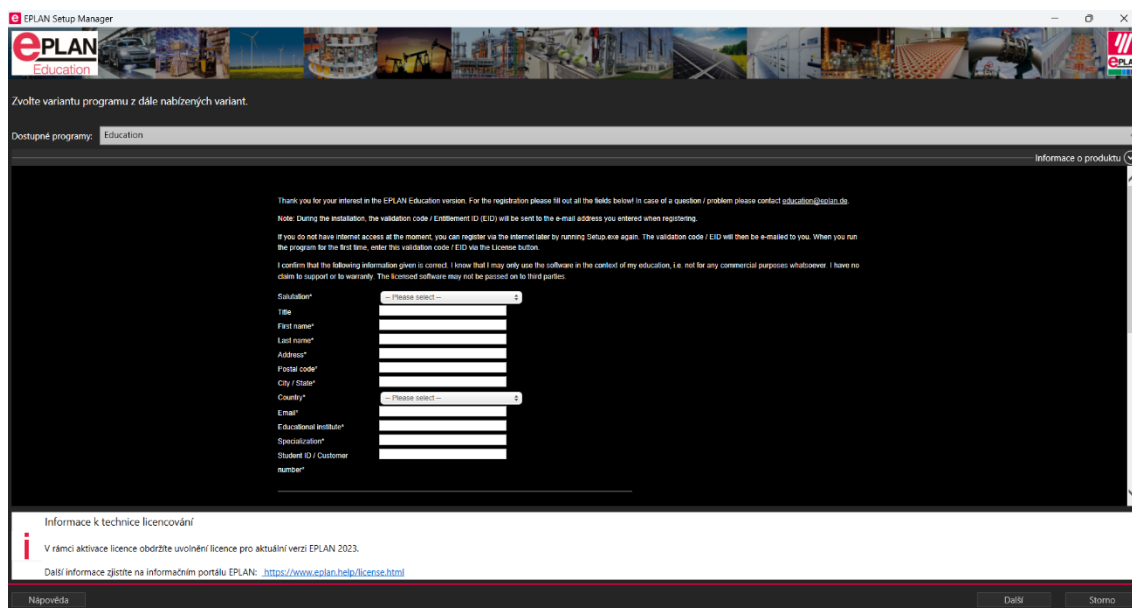 EPLAN Setup Manager
ePLAN
Education
ePLA
Zvolte variantu programu z dále nabízených variant.
Dostupné programy: Education
Informace o produktu
Thank you for your interest in the EPLAN Education version. For the registration please fill out all the fields below! In case of a question / problem please contact education@eplan.de.
Note: During the installation, the validation code / Entitlement ID (EID) will be sent to the e-mail address you entered when registering.
If you do not have internet access at the moment, you can register via the internet later by running Setup.exe again. The validation code / EID will then be e-mailed to you. When you run
the program for the first time, enter this validation code / EID via the License button.
I confirm that the following information given is correct. I know that I may only use the software in the context of my education, i.e. not for any commercial purposes whatsoever. I have no
claim to support or to warranty. The licensed software may not be passed on to third parties.
Salutation* -- Please select --
Title
First name*
Last name*
Address*
Postal code*
City / State*
Country* -- Please select --
Email*
Educational institute*
Specialization*
Student ID / Customer
number*
Informace k technice licencování
V rámci aktivace licence obdržíte uvolnění licence pro aktuální verzi EPLAN 2023.
Další informace zjistíte na informačním portálu EPLAN: https://www.eplan.help/license.html
Nápověda
Další
Storno